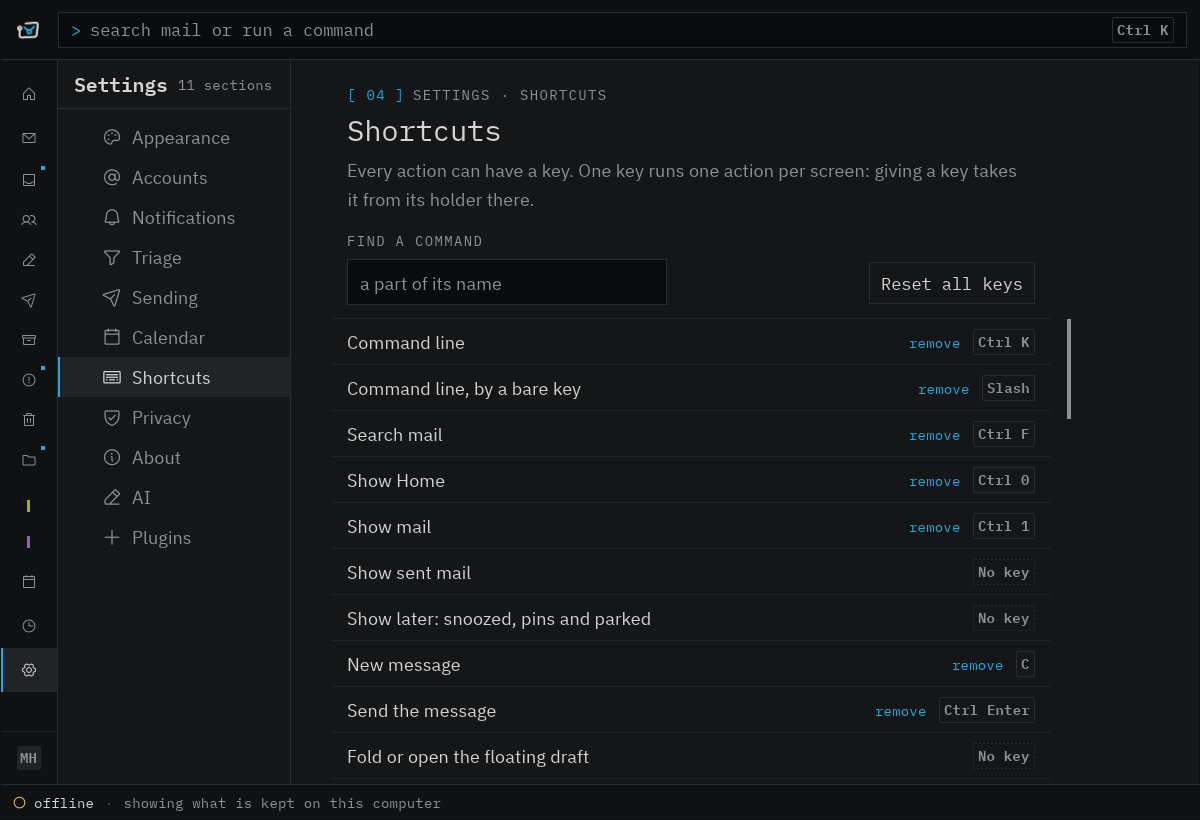 > search mail or run a command
Ctrl K
Settings 11 sections
Appearance
Accounts
Notifications
Triage
Sending
Calendar
Shortcuts
Privacy
About
AI
Plugins
MH
[ 04 ] SETTINGS · SHORTCUTS
Shortcuts
Every action can have a key. One key runs one action per screen: giving a key takes
it from its holder there.
FIND A COMMAND
a part of its name
Reset all keys
Command line remove Ctrl K
Command line, by a bare key remove Slash
Search mail remove Ctrl F
Show Home remove Ctrl 0
Show mail remove Ctrl 1
Show sent mail No key
Show later: snoozed, pins and parked No key
New message remove C
Send the message remove Ctrl Enter
Fold or open the floating draft No key
offline · showing what is kept on this computer